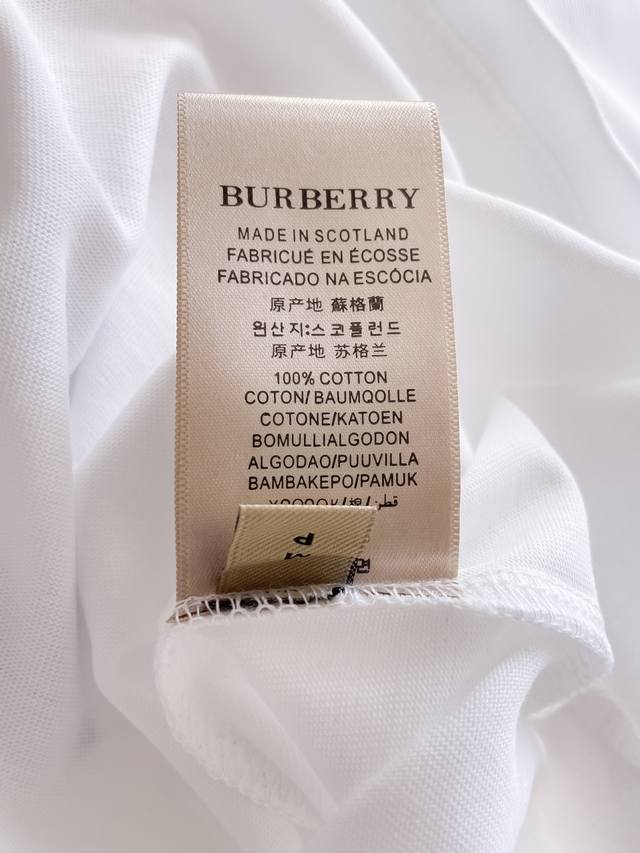 BURBERRY
MADE IN SCOTLAND
FABRICUÉ EN ÉCOSSE
FABRICADO NA ESCÓCIA
原产地 蘇格蘭
원산지:스코플런드
原产地 苏格兰
100% COTTON
COTON/ BAUMQOLLE
COTONE/KATOEN
BOMULLIALGODON
ALGODAO/PUUVILLA
BAMBAKEPO/PAMUK
/棉/قطن